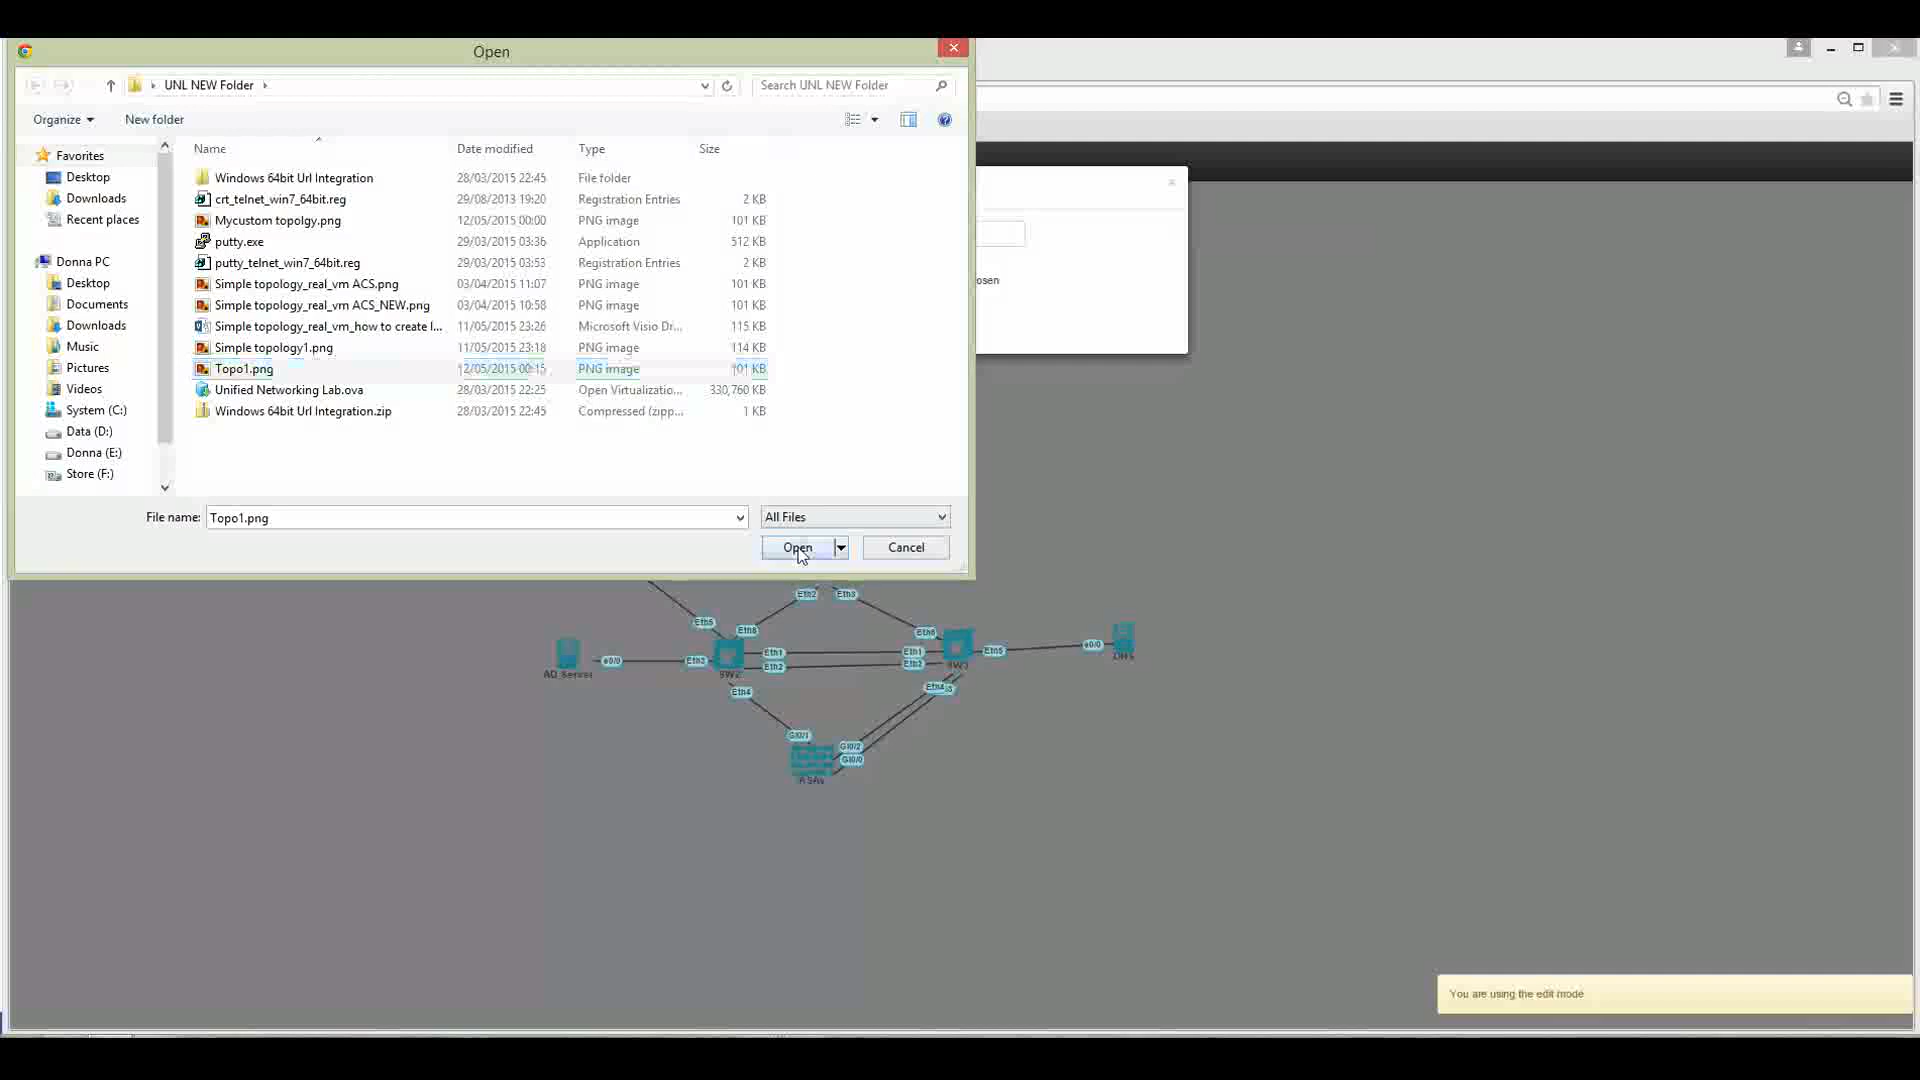 Open
UNL NEW Folder
Search UNL NEW Folder
Organize
New folder
Name Date modified Type Size
Favorites
Desktop
Downloads
Recent places
Donna PC
Desktop
Documents
Downloads
Music
Pictures
Videos
System (C:)
Data (D:)
Donna (E:)
Store (F:)
Windows 64bit Url Integration 28/03/2015 22:45 File folder
crt_telnet_win7_64bit.reg 29/08/2013 19:20 Registration Entries 2 KB
Mycustom topolgy.png 12/05/2015 00:00 PNG image 101 KB
putty.exe 29/03/2015 03:36 Application 512 KB
putty_telnet_win7_64bit.reg 29/03/2015 03:53 Registration Entries 2 KB
Simple topology_real_vm ACS.png 03/04/2015 11:07 PNG image 101 KB
Simple topology_real_vm ACS_NEW.png 03/04/2015 10:58 PNG image 101 KB
Simple topology_real_vm_how to create l... 11/05/2015 23:26 Microsoft Visio Dr... 115 KB
Simple topology1.png 11/05/2015 23:18 PNG image 114 KB
Topo1.png 12/05/2015 00:15 PNG image 101 KB
Unified Networking Lab.ova 28/03/2015 22:25 Open Virtualizatio... 330,760 KB
Windows 64bit Url Integration.zip 28/03/2015 22:45 Compressed (zipp... 1 KB
File name: Topo1.png All Files
Open Cancel
osen
Eth2 Eth3
Eth5 Eth6 Eth6
AD_Server e0/0 Eth3 SW2 Eth1 Eth1 SW3 Eth5 e0/0
Eth2 Eth2
Eth4 Eth4
Gi0/1 Gi0/2
Gi0/0
ASAv
You are using the edit mode